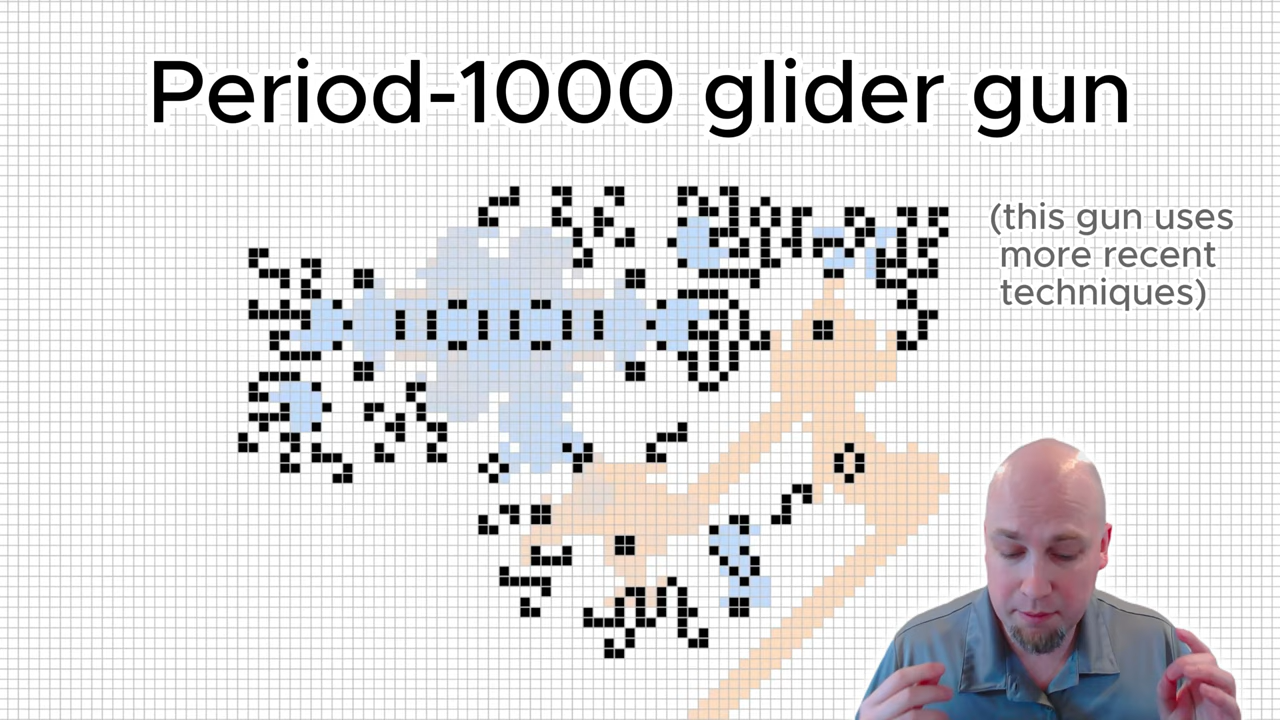 Period-1000 glider gun
(this gun uses
more recent
techniques)